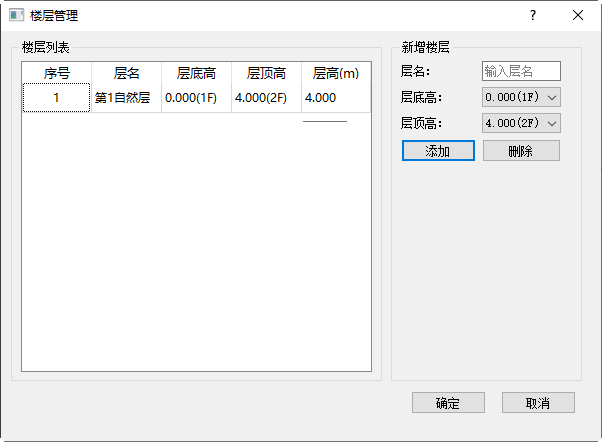 楼层管理
?
楼层列表
序号 层名 层底高 层顶高 层高(m)
1 第1自然层 0.000(1F) 4.000(2F) 4.000
新增楼层
层名: 输入层名
层底高: 0.000(1F)
层顶高: 4.000(2F)
添加 删除
确定 取消